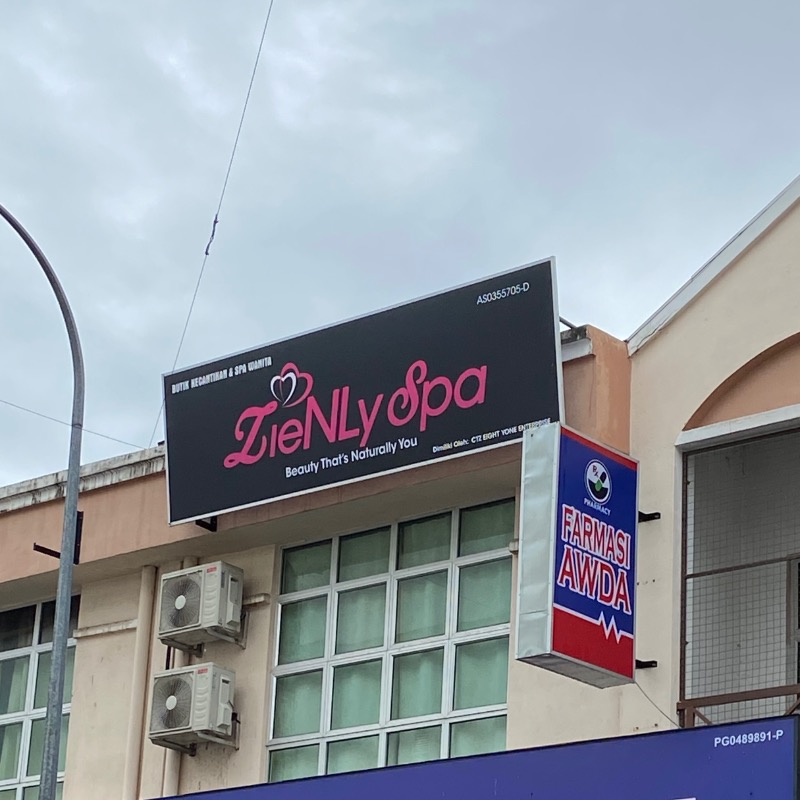 AS0355705-D
BUTIK KECANTIKAN & SPA WANITA
ZieNLy Spa
Beauty That's Naturally You
Dimiliki Oleh: CTZ EIGHT YONE ENTERPRISE
PHARMACY
FARMASI
AWDA
PG0489891-P